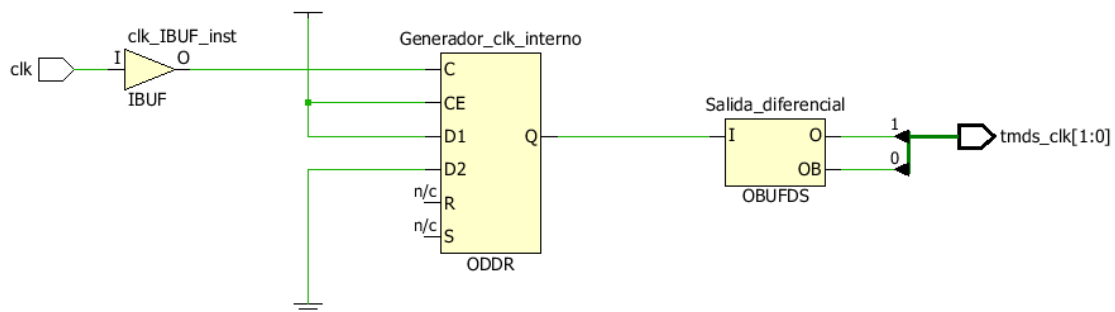 clk
clk_IBUF_inst
I
O
IBUF
Generador_clk_interno
C
CE
D1
D2
n/c
R
n/c
S
Q
ODDR
Salida_diferencial
I
O
OB
OBUFDS
1
0
tmds_clk[1:0]